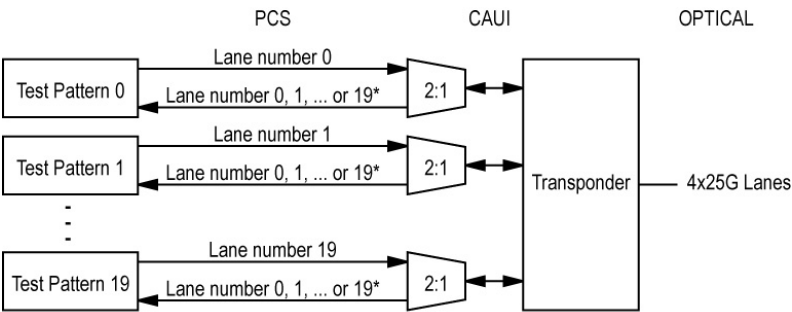 PCS CAUI OPTICAL
Lane number 0
Test Pattern 0
Lane number 0, 1, ... or 19*
2:1
Lane number 1
Test Pattern 1
Lane number 0, 1, ... or 19*
2:1
Transponder
4x25G Lanes
Lane number 19
Test Pattern 19
Lane number 0, 1, ... or 19*
2:1